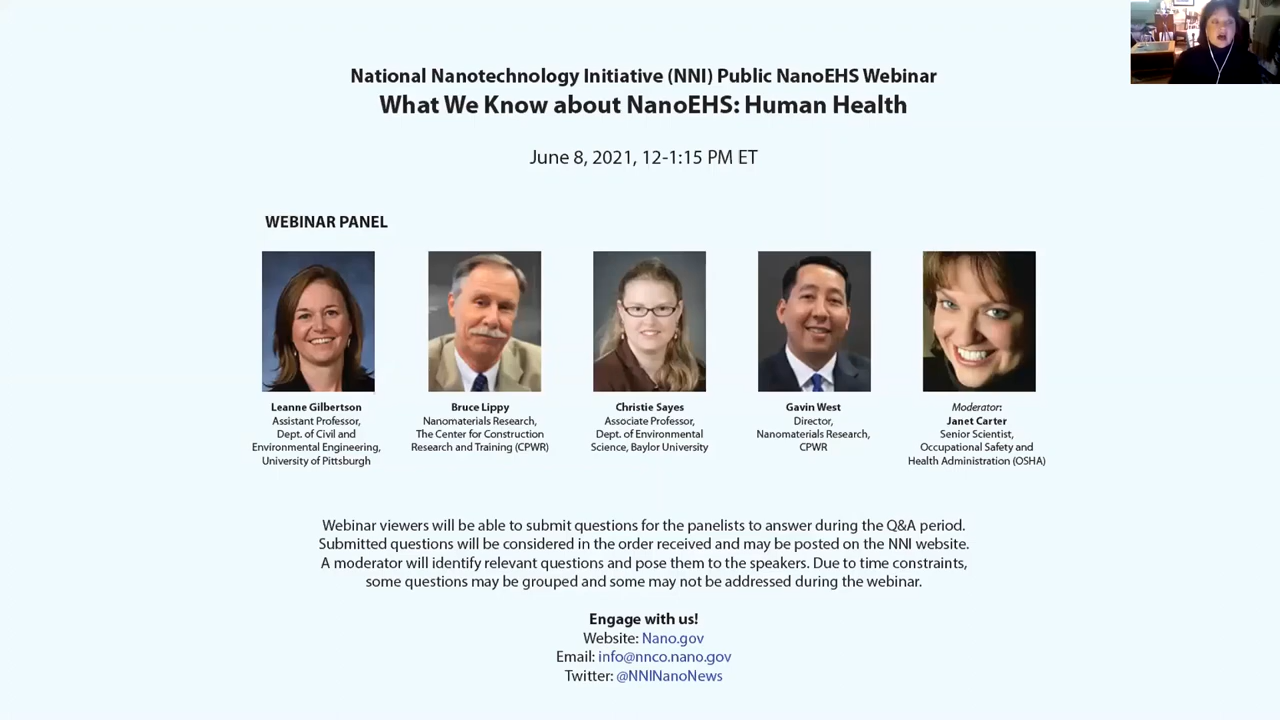 National Nanotechnology Initiative (NNI) Public NanoEHS Webinar
What We Know about NanoEHS: Human Health
June 8, 2021, 12-1:15 PM ET
WEBINAR PANEL
Leanne Gilbertson
Assistant Professor,
Dept. of Civil and
Environmental Engineering,
University of Pittsburgh
Bruce Lippy
Nanomaterials Research,
The Center for Construction
Research and Training (CPWR)
Christie Sayes
Associate Professor,
Dept. of Environmental
Science, Baylor University
Gavin West
Director,
Nanomaterials Research,
CPWR
Moderator:
Janet Carter
Senior Scientist,
Occupational Safety and
Health Administration (OSHA)
Webinar viewers will be able to submit questions for the panelists to answer during the Q&A period.
Submitted questions will be considered in the order received and may be posted on the NNI website.
A moderator will identify relevant questions and pose them to the speakers. Due to time constraints,
some questions may be grouped and some may not be addressed during the webinar.
Engage with us!
Website: Nano.gov
Email: info@nnco.nano.gov
Twitter: @NNINanoNews